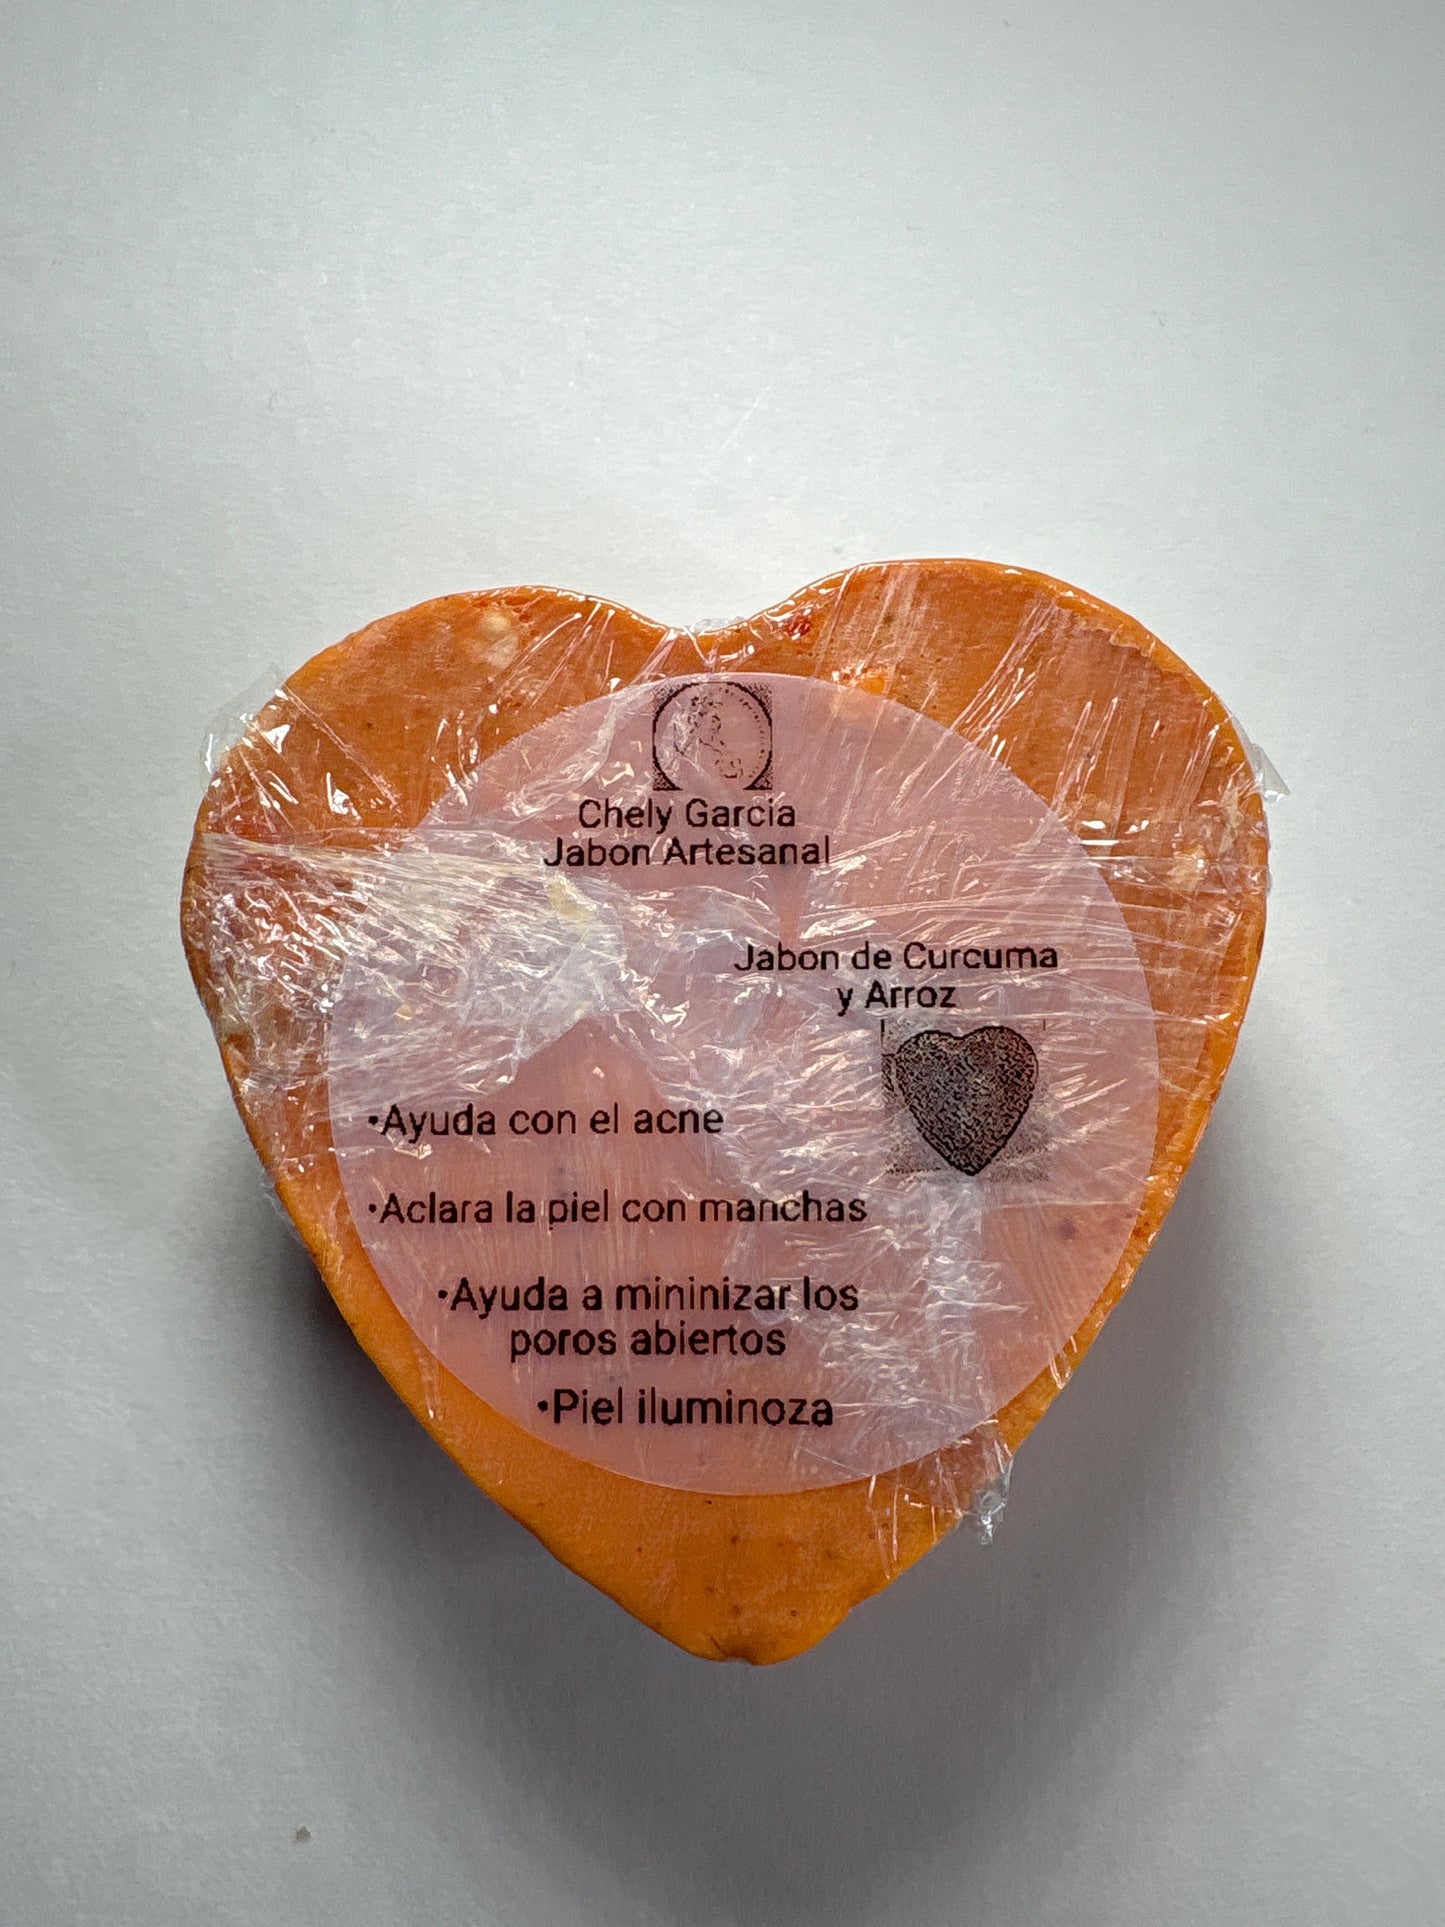 Chely Garcia
Jabon Artesanal
Jabon de Curcuma
y Arroz
•Ayuda con el acne
•Aclara la piel con manchas
•Ayuda a mininizar los
poros abiertos
•Piel iluminoza